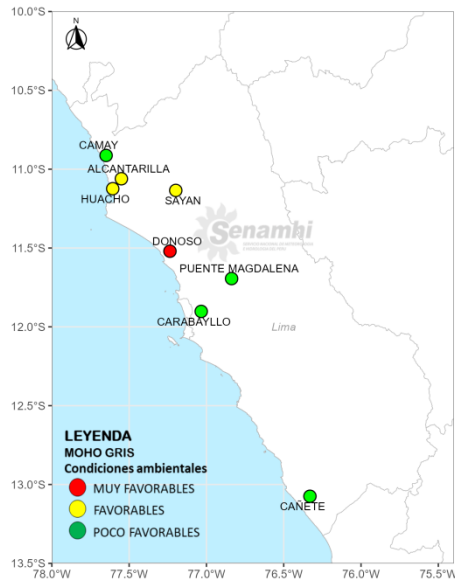 10.0°S
N
10.5°S
CAMAY
11.0°S
ALCANTARILLA
HUACHO
SAYAN
Senamhi
11.5°S
DONOSO
PUENTE MAGDALENA
CARABAYLLO
12.0°S
Lima
12.5°S
LEYENDA
MOHO GRIS
Condiciones ambientales
MUY FAVORABLES
FAVORABLES
POCO FAVORABLES
13.0°S
CAÑETE
13.5°S
78.0°W 77.5°W 77.0°W 76.5°W 76.0°W 75.5°W